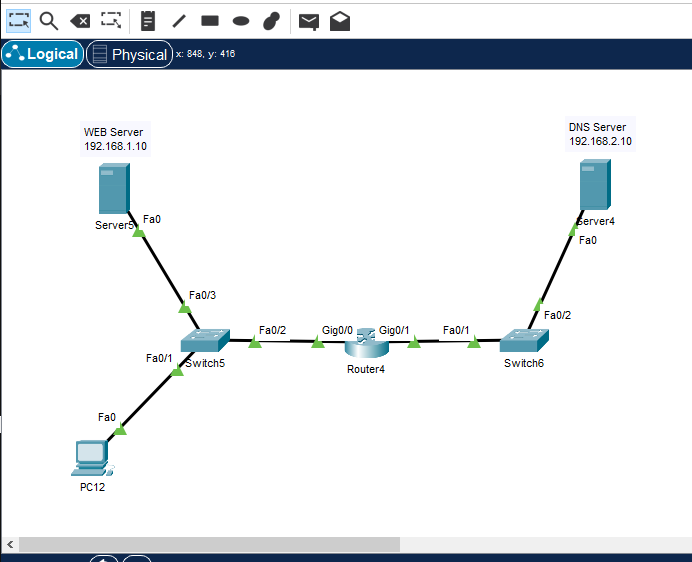 Logical
Physical
x: 848, y: 416
WEB Server
192.168.1.10
DNS Server
192.168.2.10
Server5
Fa0
Server4
Fa0
Fa0/3
Fa0/2
Fa0/2
Gig0/0
Gig0/1
Fa0/1
Fa0/1
Switch5
Router4
Switch6
Fa0
PC12